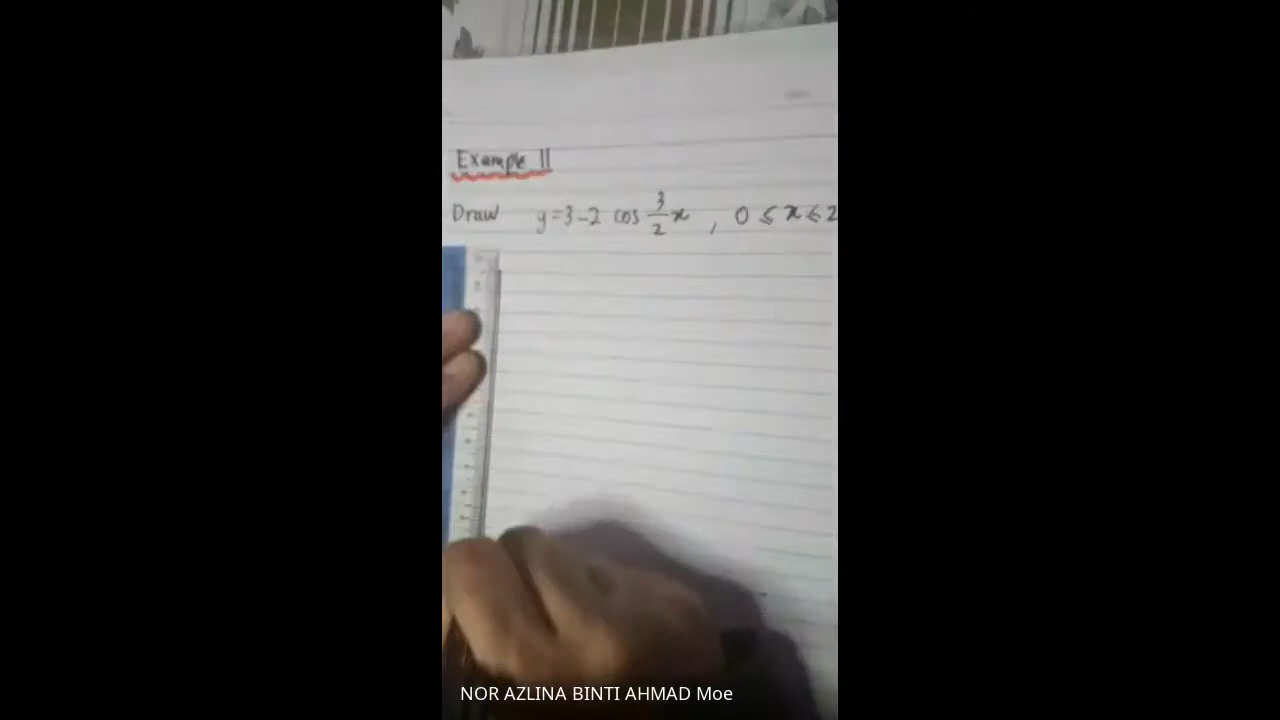 Example 11
Draw y=3-2 cos 3/2 x , 0 ≤ x ≤ 2
NOR AZLINA BINTI AHMAD Moe